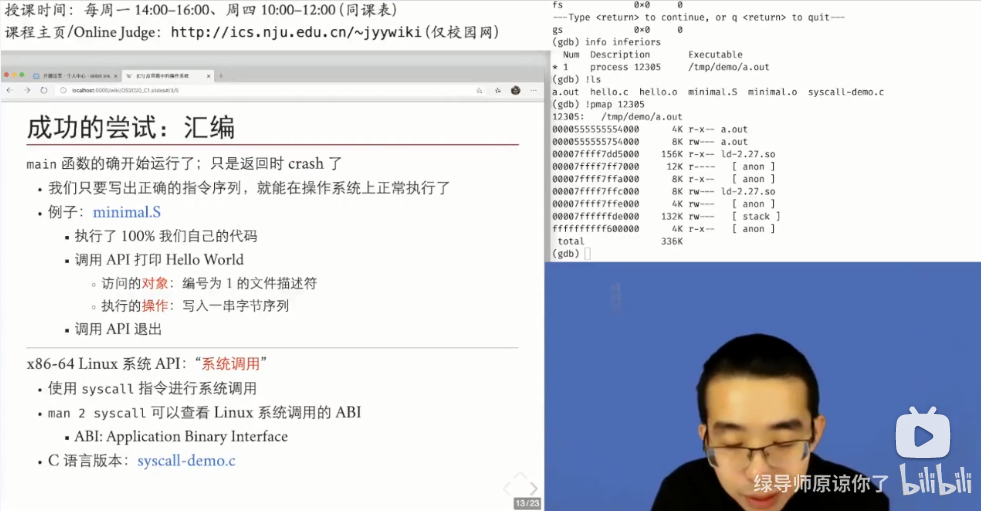 授课时间：每周一 14:00–16:00、周四 10:00–12:00 (同课表)
课程主页/Online Judge: http://ics.nju.edu.cn/~jyywiki (仅校园网)
成功的尝试：汇编
main 函数的确开始运行了；只是返回时 crash 了
• 我们只要写出正确的指令序列，就能在操作系统上正常执行了
• 例子：minimal.S
▪ 执行了 100% 我们自己的代码
▪ 调用 API 打印 Hello World
◦ 访问的对象：编号为 1 的文件描述符
◦ 执行的操作：写入一串字节序列
▪ 调用 API 退出
x86-64 Linux 系统 API：“系统调用”
• 使用 syscall 指令进行系统调用
• man 2 syscall 可以查看 Linux 系统调用的 ABI
▪ ABI: Application Binary Interface
• C 语言版本：syscall-demo.c
13/23
fs 0×0 0
---Type <return> to continue, or q <return> to quit---
gs 0×0 0
(gdb) info inferiors
Num Description Executable
* 1 process 12305 /tmp/demo/a.out
(gdb) !ls
a.out hello.c hello.o minimal.S minimal.o syscall-demo.c
(gdb) !pmap 12305
12305: /tmp/demo/a.out
0000555555554000 4K r-x-- a.out
0000555555754000 8K rw--- a.out
00007ffff7dd5000 156K r-x-- ld-2.27.so
00007ffff7ff7000 12K r---- [ anon ]
00007ffff7ffa000 8K r-x-- [ anon ]
00007ffff7ffc000 8K rw--- ld-2.27.so
00007ffff7ffe000 4K rw--- [ anon ]
00007ffffffde000 132K rw--- [ stack ]
ffffffffff600000 4K r-x-- [ anon ]
total 336K
(gdb)
绿导师原谅你了
bilibili